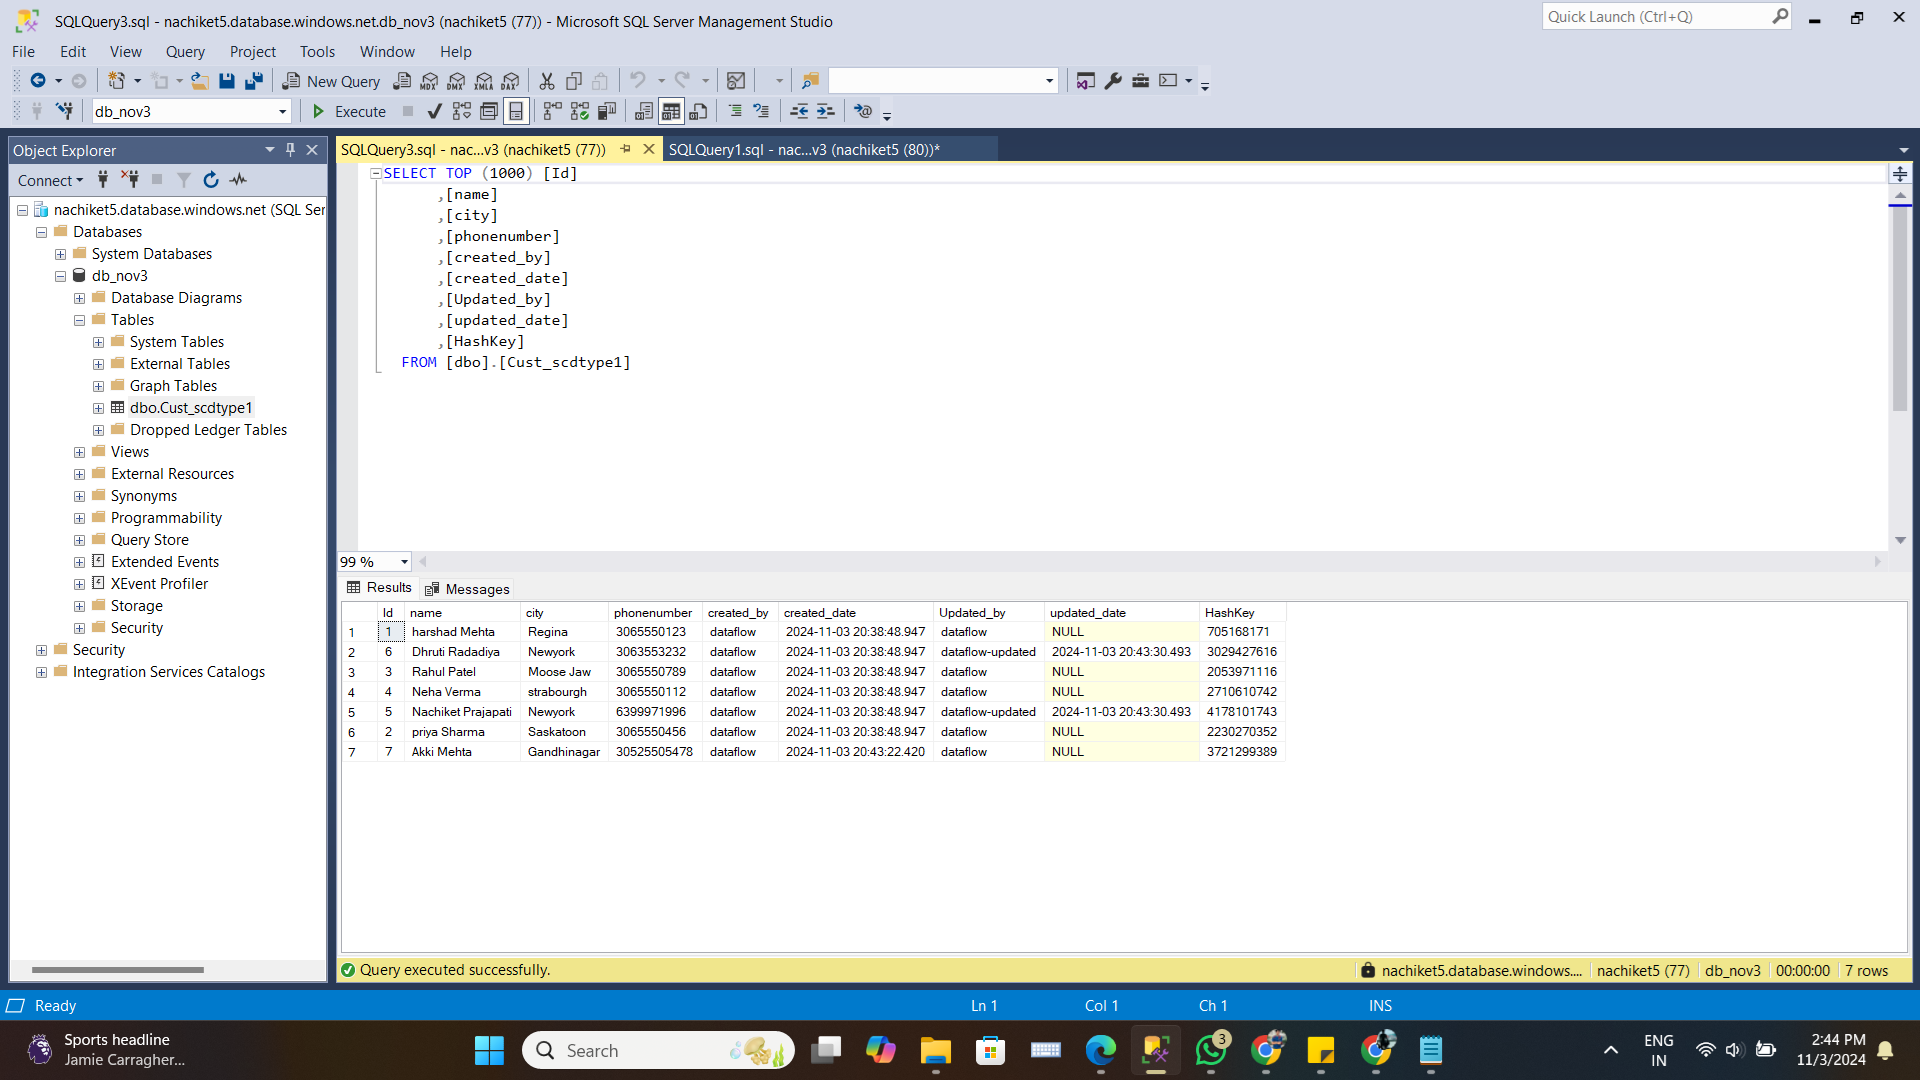 SQLQuery3.sql - nachiket5.database.windows.net.db_nov3 (nachiket5 (77)) - Microsoft SQL Server Management Studio
Quick Launch (Ctrl+Q)
File Edit View Query Project Tools Window Help
New Query MDX DMX XMLA DAX
db_nov3 Execute
Object Explorer
SQLQuery3.sql - nac...v3 (nachiket5 (77))
SQLQuery1.sql - nac...v3 (nachiket5 (80))*
Connect
nachiket5.database.windows.net (SQL Ser
Databases
System Databases
db_nov3
Database Diagrams
Tables
System Tables
External Tables
Graph Tables
dbo.Cust_scdtype1
Dropped Ledger Tables
Views
External Resources
Synonyms
Programmability
Query Store
Extended Events
XEvent Profiler
Storage
Security
Security
Integration Services Catalogs
SELECT TOP (1000) [Id]
,[name]
,[city]
,[phonenumber]
,[created_by]
,[created_date]
,[Updated_by]
,[updated_date]
,[HashKey]
FROM [dbo].[Cust_scdtype1]
99 %
Results Messages
Id name city phonenumber created_by created_date Updated_by updated_date HashKey
1 1 harshad Mehta Regina 3065550123 dataflow 2024-11-03 20:38:48.947 dataflow NULL 705168171
2 6 Dhruti Radadiya Newyork 3063553232 dataflow 2024-11-03 20:38:48.947 dataflow-updated 2024-11-03 20:43:30.493 3029427616
3 3 Rahul Patel Moose Jaw 3065550789 dataflow 2024-11-03 20:38:48.947 dataflow NULL 2053971116
4 4 Neha Verma strabourgh 3065550112 dataflow 2024-11-03 20:38:48.947 dataflow NULL 2710610742
5 5 Nachiket Prajapati Newyork 6399971996 dataflow 2024-11-03 20:38:48.947 dataflow-updated 2024-11-03 20:43:30.493 4178101743
6 2 priya Sharma Saskatoon 3065550456 dataflow 2024-11-03 20:38:48.947 dataflow NULL 2230270352
7 7 Akki Mehta Gandhinagar 30525505478 dataflow 2024-11-03 20:43:22.420 dataflow NULL 3721299389
Query executed successfully.
nachiket5.database.windows.... nachiket5 (77) db_nov3 00:00:00 7 rows
Ready Ln 1 Col 1 Ch 1 INS
Sports headline
Jamie Carragher...
Search
3
ENG
IN
2:44 PM
11/3/2024